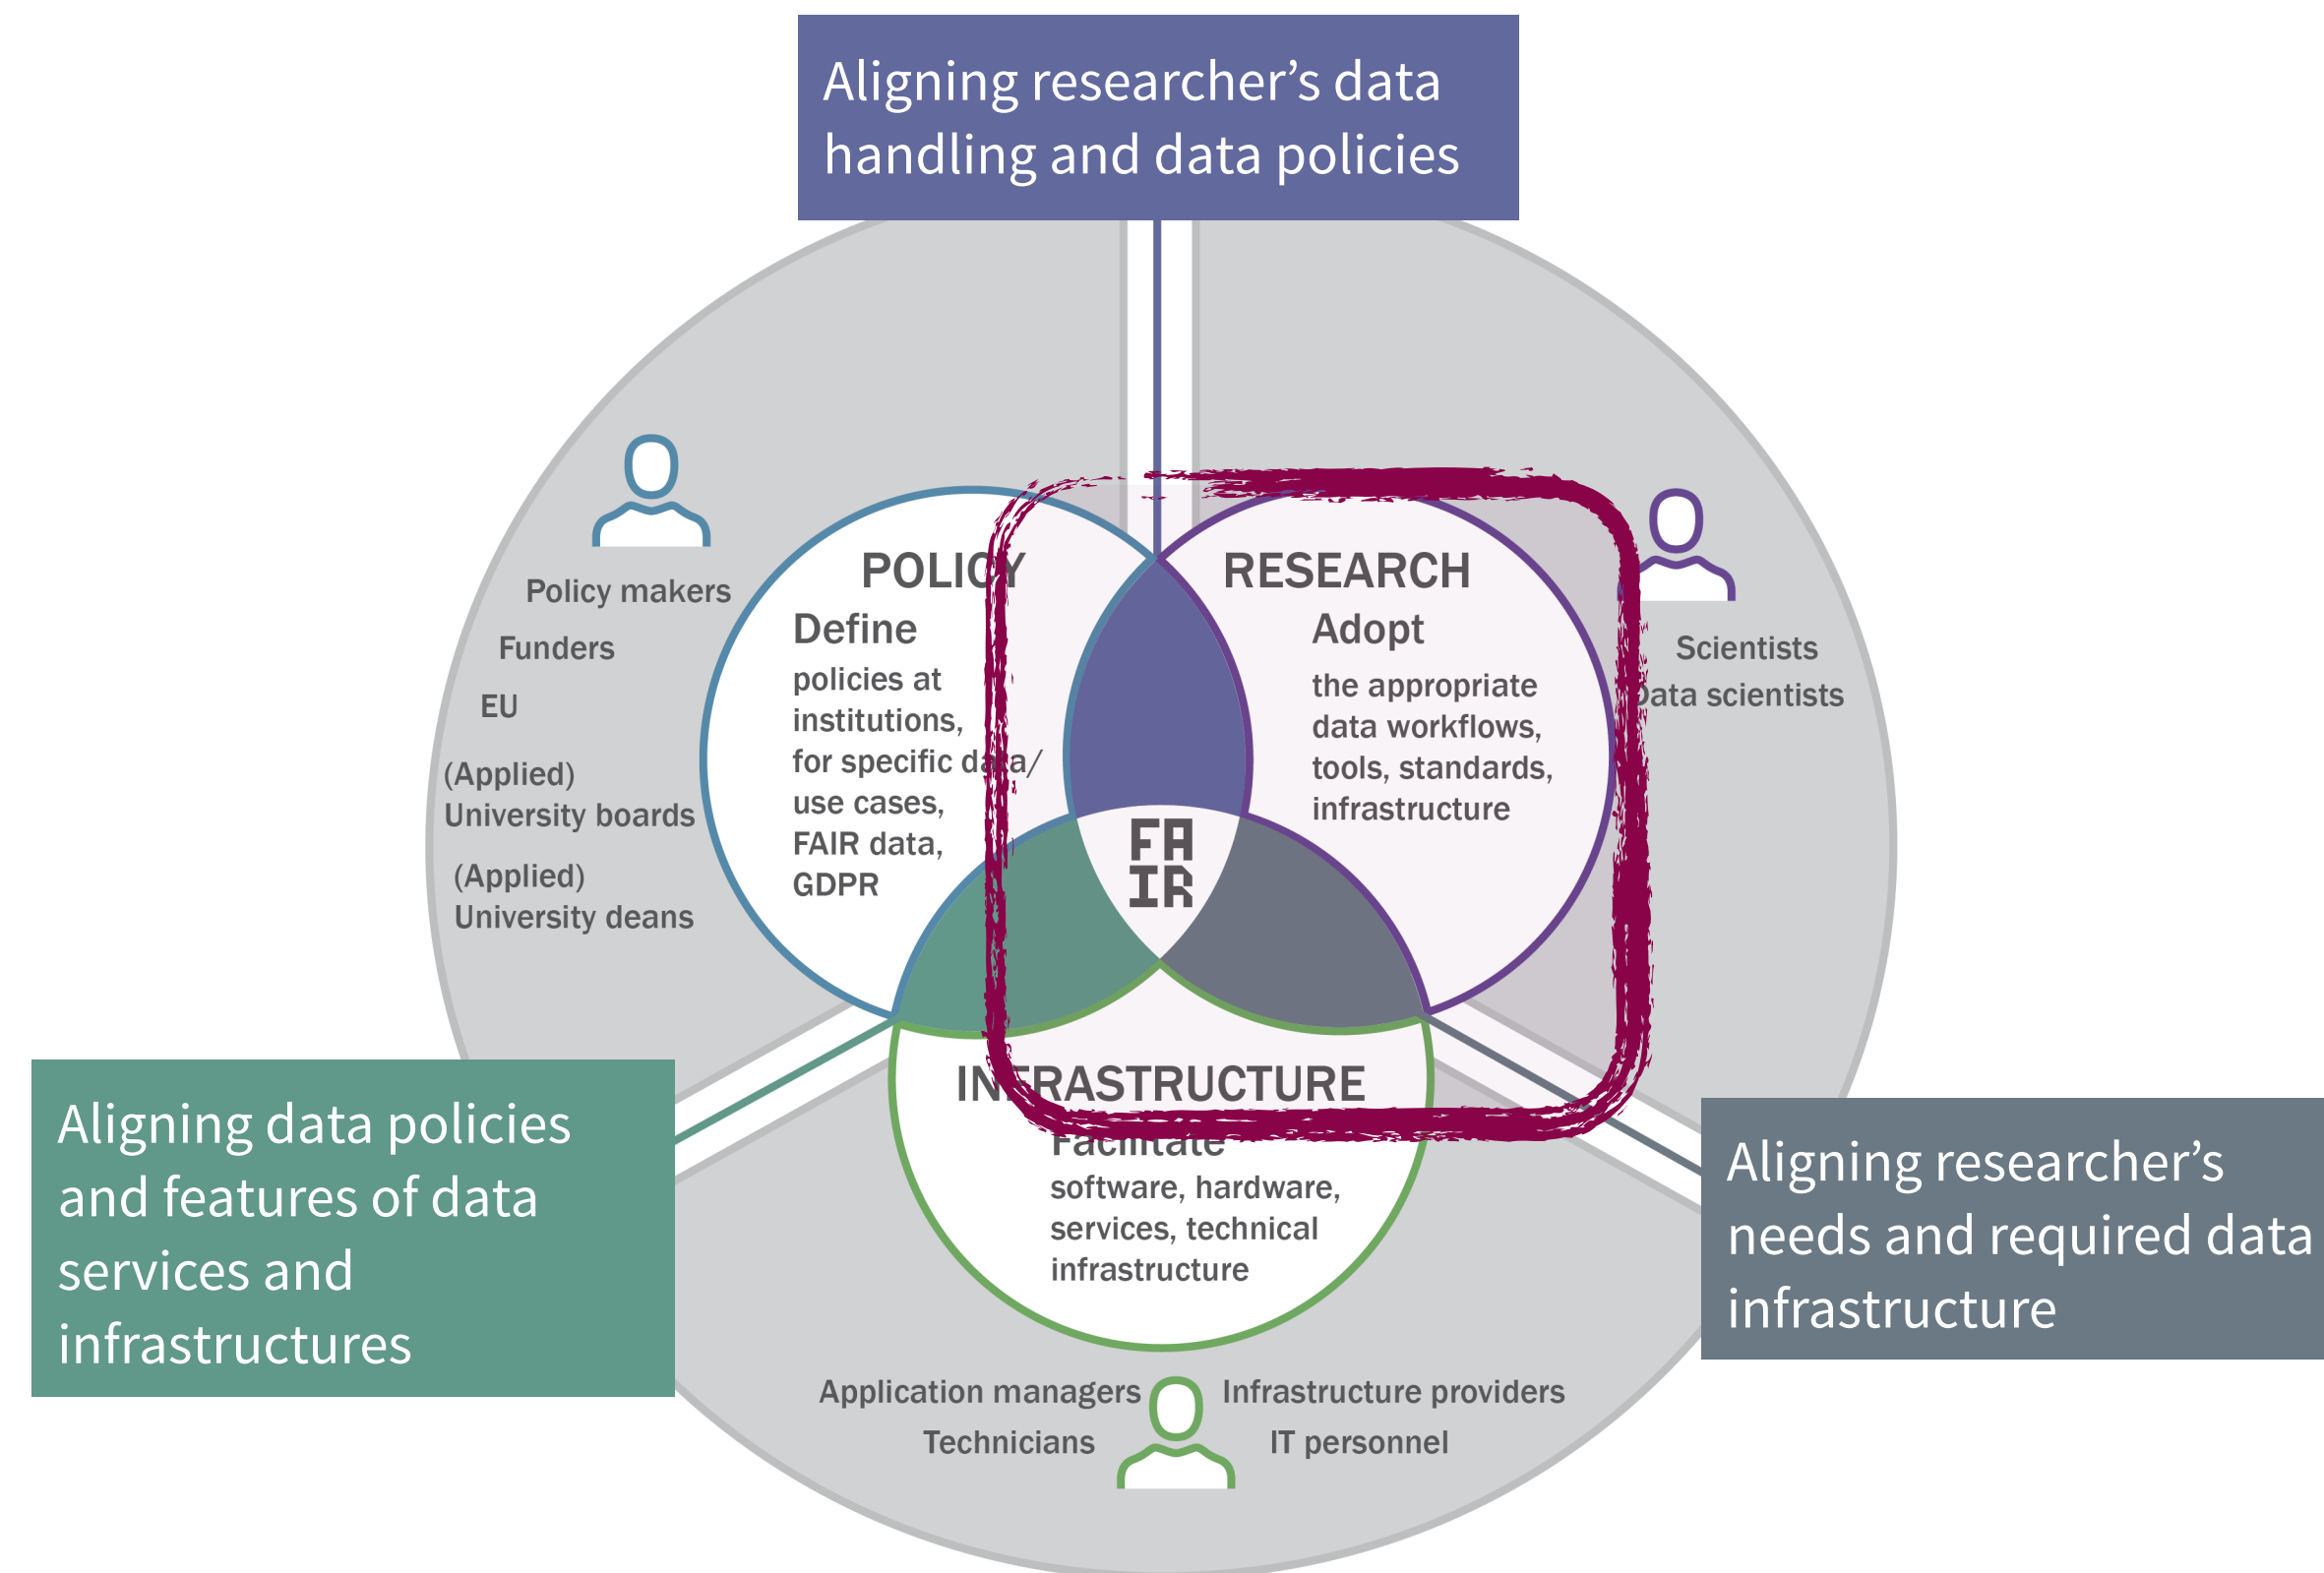 Aligning researcher’s data
handling and data policies
POLICY
Define
policies at
institutions,
for specific data/
use cases,
FAIR data,
GDPR
RESEARCH
Adopt
the appropriate
data workflows,
tools, standards,
infrastructure
Policy makers
Funders
EU
(Applied)
University boards
(Applied)
University deans
Scientists
Data scientists
FA
IR
INFRASTRUCTURE
Facilitate
software, hardware,
services, technical
infrastructure
Aligning data policies
and features of data
services and
infrastructures
Aligning researcher’s
needs and required data
infrastructure
Application managers
Technicians
Infrastructure providers
IT personnel